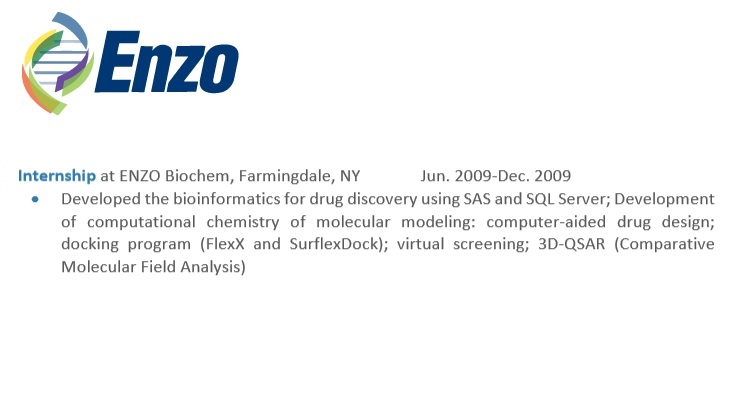 Enzo
Internship at ENZO Biochem, Farmingdale, NY Jun. 2009-Dec. 2009
• Developed the bioinformatics for drug discovery using SAS and SQL Server; Development
of computational chemistry of molecular modeling: computer-aided drug design;
docking program (FlexX and SurflexDock); virtual screening; 3D-QSAR (Comparative
Molecular Field Analysis)